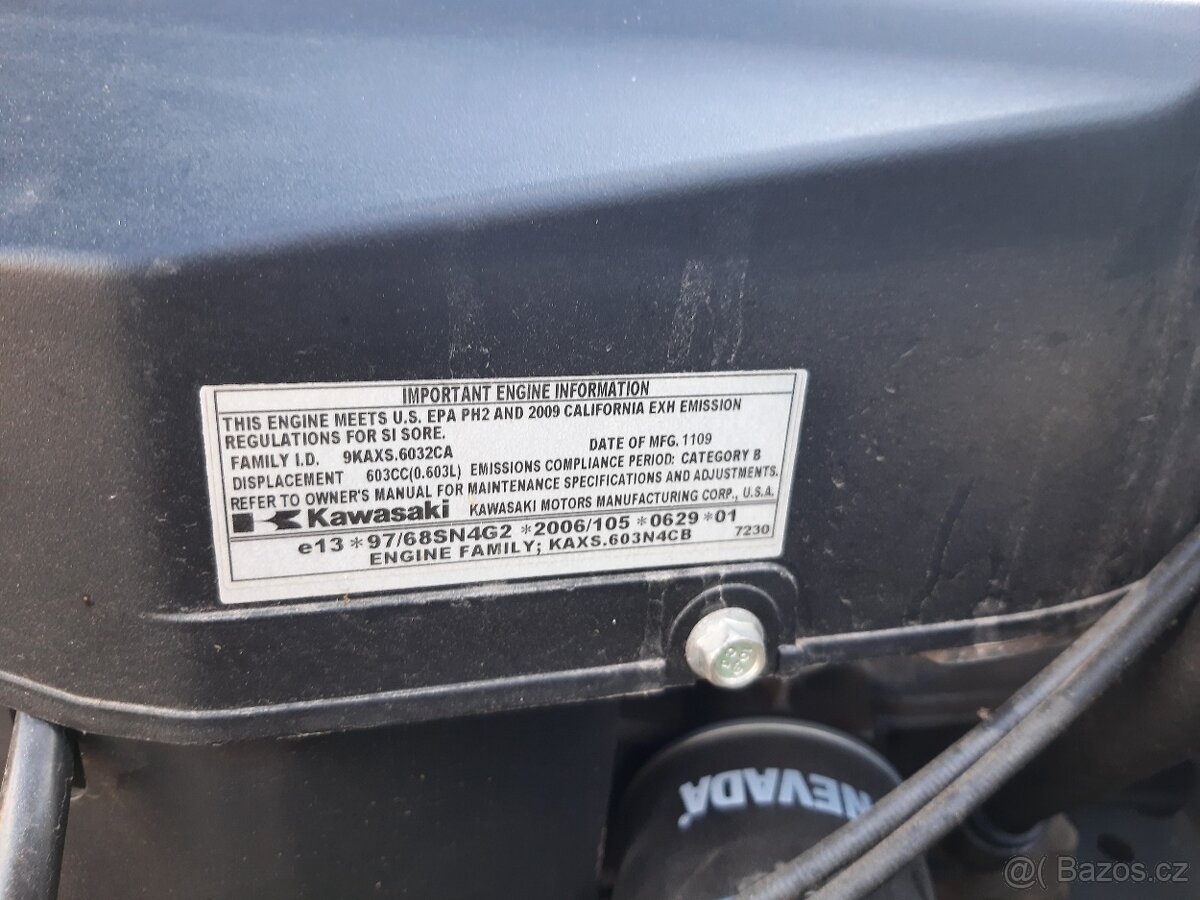 IMPORTANT ENGINE INFORMATION
THIS ENGINE MEETS U.S. EPA PH2 AND 2009 CALIFORNIA EXH EMISSION
REGULATIONS FOR SI SORE.
FAMILY I.D. 9KAXS.6032CA DATE OF MFG. 1109
DISPLACEMENT 603CC(0.603L) EMISSIONS COMPLIANCE PERIOD: CATEGORY B
REFER TO OWNER'S MANUAL FOR MAINTENANCE SPECIFICATIONS AND ADJUSTMENTS.
Kawasaki KAWASAKI MOTORS MANUFACTURING CORP., U.S.A.
e13*97/68SN4G2*2006/105*0629*01
ENGINE FAMILY; KAXS.603N4CB 7230
NEVADA
@( Bazos.cz